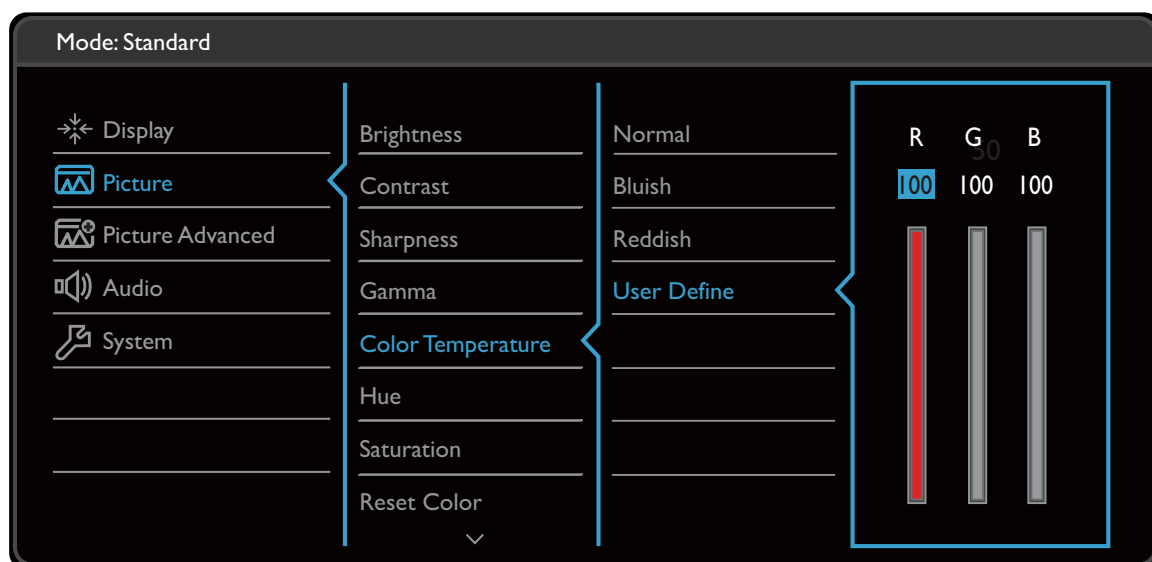 Mode: Standard
Display
Picture
Picture Advanced
Audio
System
Brightness
Contrast
Sharpness
Gamma
Color Temperature
Hue
Saturation
Reset Color
Normal
Bluish
Reddish
User Define
R G B
50
100 100 100